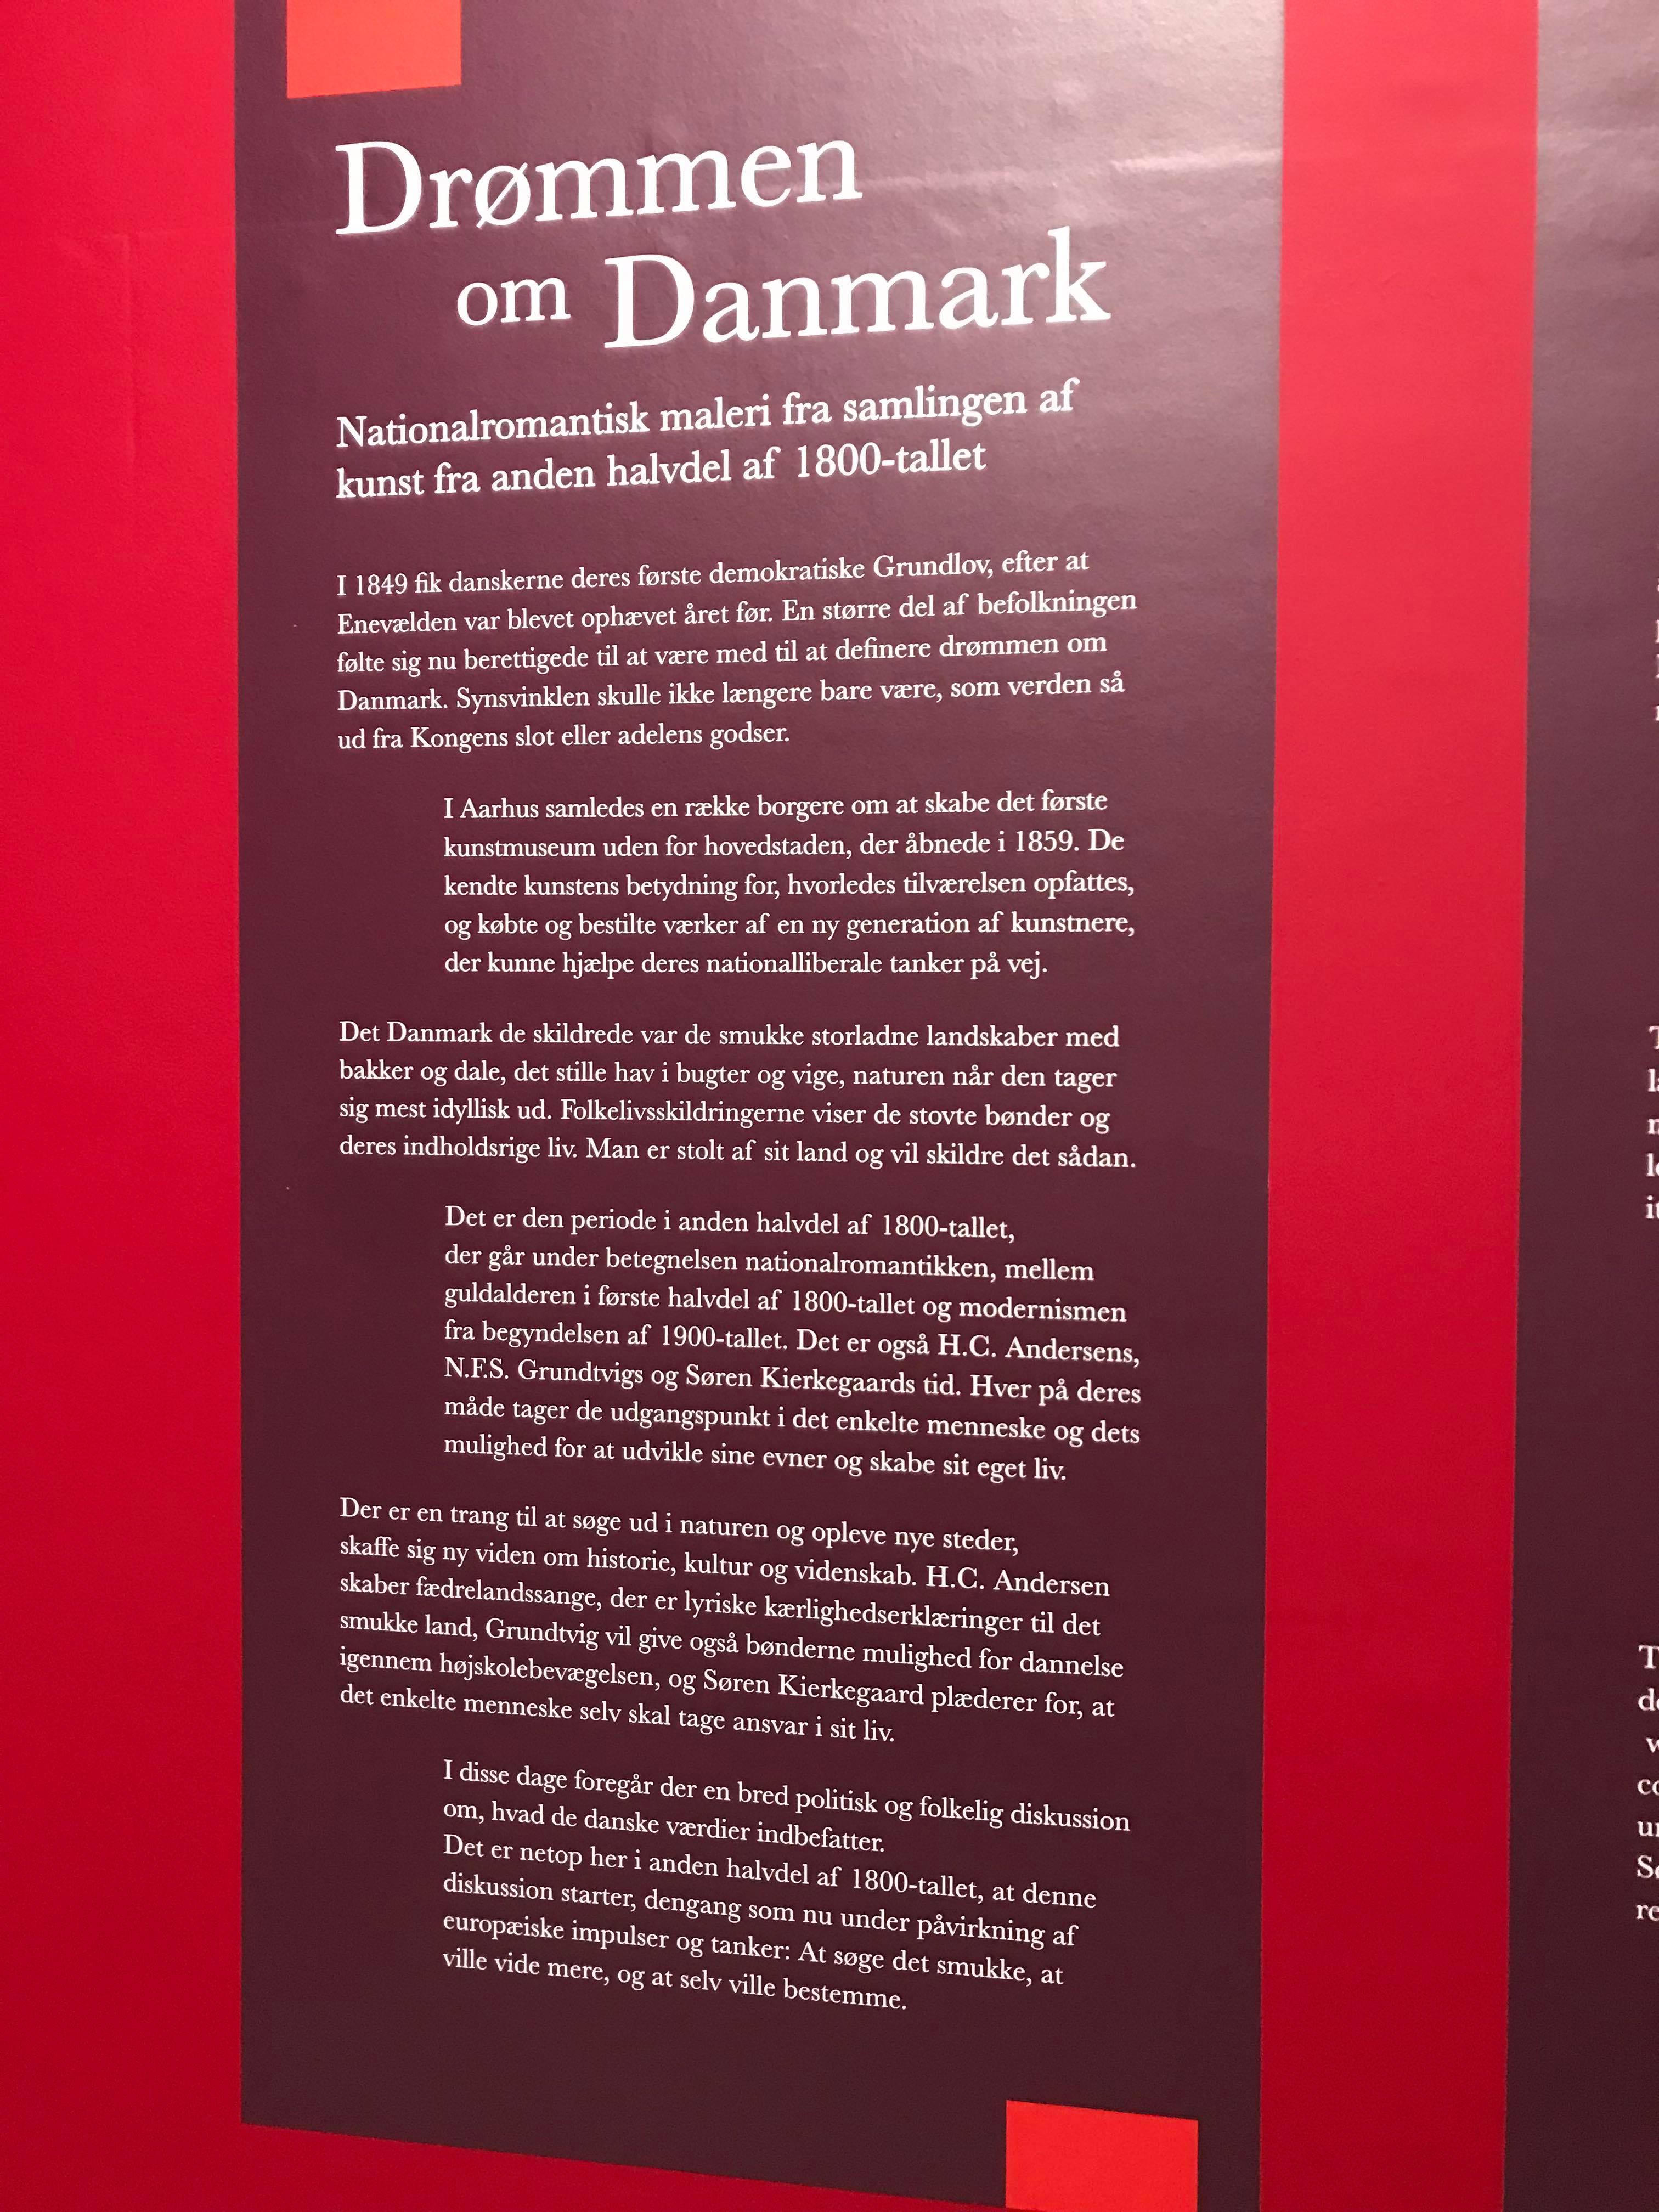 Drømmen
om Danmark
Nationalromantisk maleri fra samlingen af
kunst fra anden halvdel af 1800-tallet
I 1849 fik danskerne deres første demokratiske Grundlov, efter at
Enevælden var blevet ophævet året før. En større del af befolkningen
følte sig nu berettigede til at være med til at definere drømmen om
Danmark. Synsvinklen skulle ikke længere bare være, som verden så
ud fra Kongens slot eller adelens godser.
I Aarhus samledes en række borgere om at skabe det første
kunstmuseum uden for hovedstaden, der åbnede i 1859. De
kendte kunstens betydning for, hvorledes tilværelsen opfattes,
og købte og bestilte værker af en ny generation af kunstnere,
der kunne hjælpe deres nationalliberale tanker på vej.
Det Danmark de skildrede var de smukke storladne landskaber med
bakker og dale, det stille hav i bugter og vige, naturen når den tager
sig mest idyllisk ud. Folkelivsskildringerne viser de stovte bønder og
deres indholdsrige liv. Man er stolt af sit land og vil skildre det sådan.
Det er den periode i anden halvdel af 1800-tallet,
der går under betegnelsen nationalromantikken, mellem
guldalderen i første halvdel af 1800-tallet og modernismen
fra begyndelsen af 1900-tallet. Det er også H.C. Andersens,
N.F.S. Grundtvigs og Søren Kierkegaards tid. Hver på deres
måde tager de udgangspunkt i det enkelte menneske og dets
mulighed for at udvikle sine evner og skabe sit eget liv.
Der er en trang til at søge ud i naturen og opleve nye steder,
skaffe sig ny viden om historie, kultur og videnskab. H.C. Andersen
skaber fædrelandssange, der er lyriske kærlighedserklæringer til det
smukke land, Grundtvig vil give også bønderne mulighed for dannelse
igennem højskolebevægelsen, og Søren Kierkegaard plæderer for, at
det enkelte menneske selv skal tage ansvar i sit liv.
I disse dage foregår der en bred politisk og folkelig diskussion
om, hvad de danske værdier indbefatter.
Det er netop her i anden halvdel af 1800-tallet, at denne
diskussion starter, dengang som nu under påvirkning af
europæiske impulser og tanker: At søge det smukke, at
ville vide mere, og at selv ville bestemme.